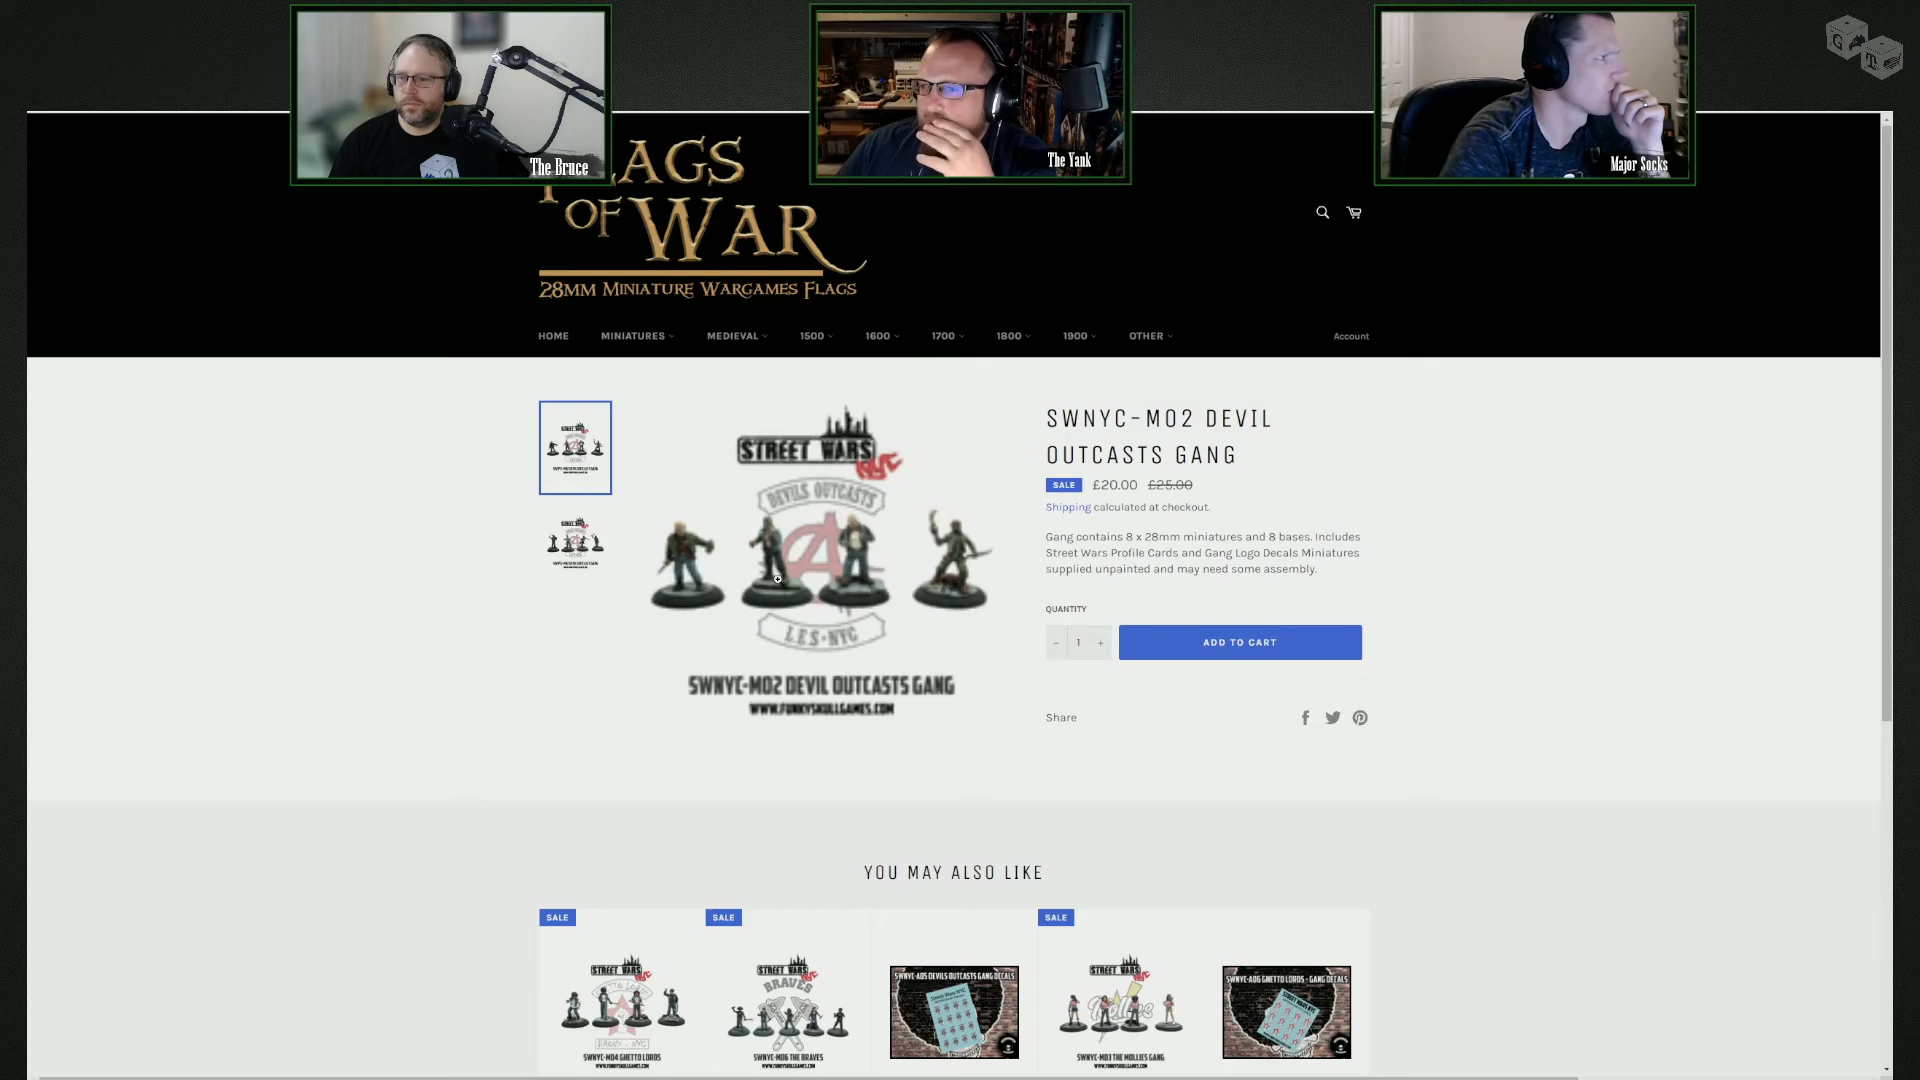 The Bruce
The Yank
Major Socks
G
T
FLAGS
OF WAR
28MM MINIATURE WARGAMES FLAGS
HOME
MINIATURES
MEDIEVAL
1500
1600
1700
1800
1900
OTHER
Account
STREET WARS
NYC
DEVILS OUTCASTS
L.E.S-NYC
SWNYC-M02 DEVIL OUTCASTS GANG
WWW.FUNKYSKULLGAMES.COM
SWNYC-M02 DEVIL
OUTCASTS GANG
SALE £20.00 £25.00
Shipping calculated at checkout.
Gang contains 8 x 28mm miniatures and 8 bases. Includes
Street Wars Profile Cards and Gang Logo Decals Miniatures
supplied unpainted and may need some assembly.
QUANTITY
− 1 +
ADD TO CART
Share
YOU MAY ALSO LIKE
SALE
STREET WARS
NYC
GHETTO LORDS
SWNYC-M04 GHETTO LORDS
WWW.FUNKYSKULLGAMES.COM
SALE
STREET WARS
NYC
BRAVES
SWNYC-M06 THE BRAVES
WWW.FUNKYSKULLGAMES.COM
SWNYC-A05 DEVILS OUTCASTS GANG DECALS
Street Wars NYC
SALE
STREET WARS
NYC
Mollies
SWNYC-M03 THE MOLLIES GANG
WWW.FUNKYSKULLGAMES.COM
SWNYC-A06 GHETTO LORDS - GANG DECALS
STREET WARS NYC